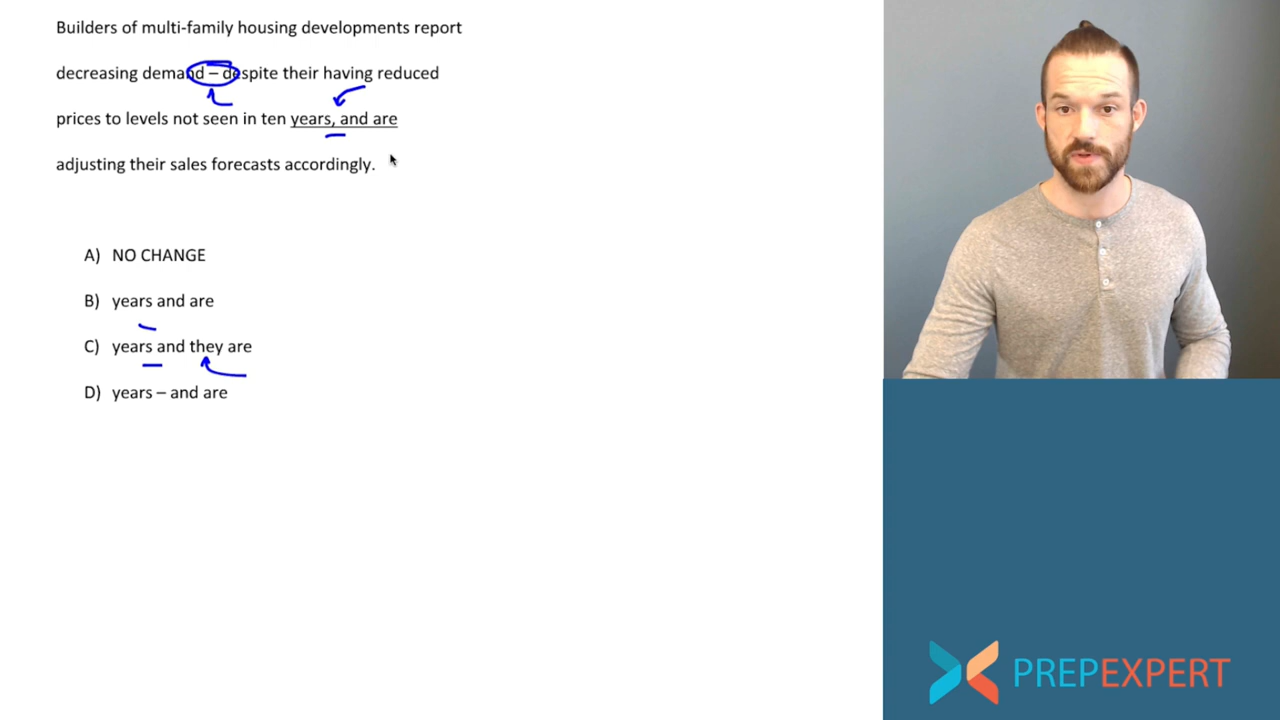 Builders of multi-family housing developments report
decreasing demand – despite their having reduced
prices to levels not seen in ten years, and are
adjusting their sales forecasts accordingly.
A) NO CHANGE
B) years and are
C) years and they are
D) years – and are
PREPEXPERT